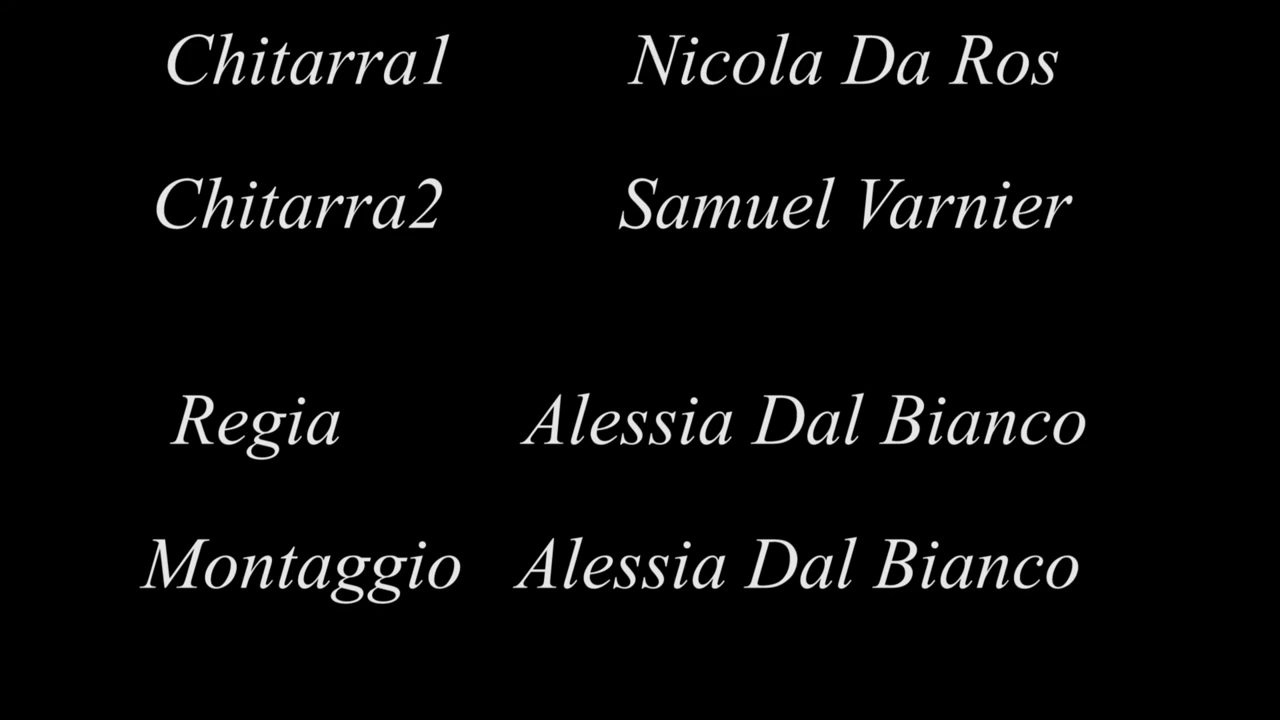 Chitarra1 Nicola Da Ros
Chitarra2 Samuel Varnier
Regia Alessia Dal Bianco
Montaggio Alessia Dal Bianco